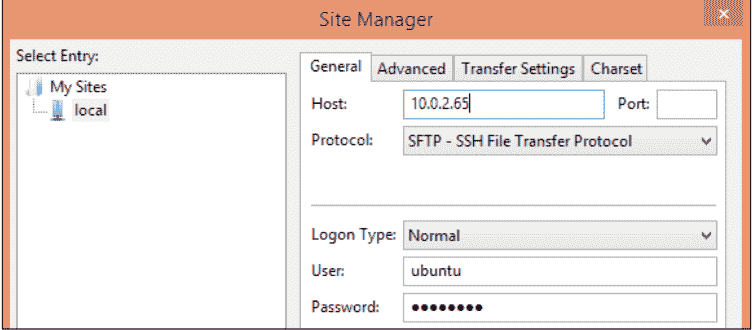 Site Manager
x
Select Entry:
My Sites
local
General Advanced Transfer Settings Charset
Host: 10.0.2.65 Port:
Protocol: SFTP - SSH File Transfer Protocol
Logon Type: Normal
User: ubuntu
Password: ●●●●●●●●